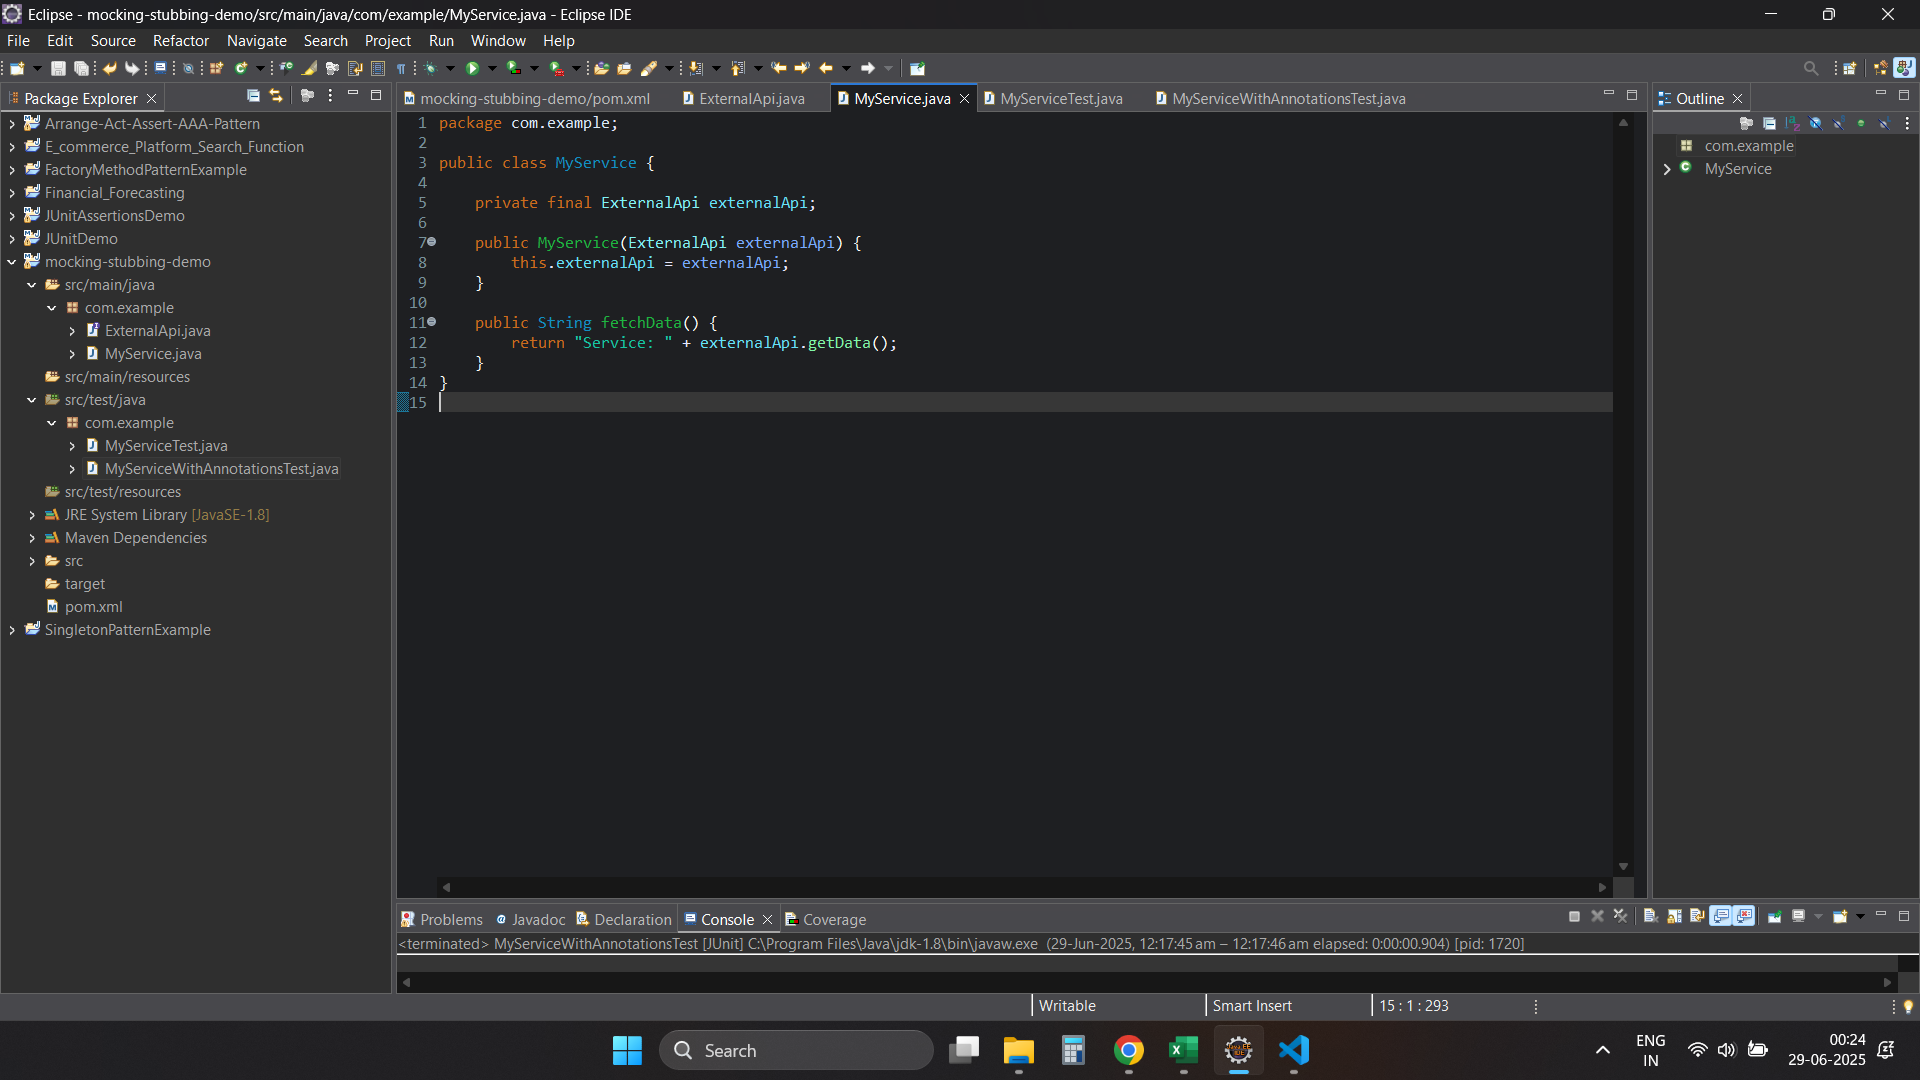 Eclipse - mocking-stubbing-demo/src/main/java/com/example/MyService.java - Eclipse IDE
File Edit Source Refactor Navigate Search Project Run Window Help
Package Explorer
Arrange-Act-Assert-AAA-Pattern
E_commerce_Platform_Search_Function
FactoryMethodPatternExample
Financial_Forecasting
JUnitAssertionsDemo
JUnitDemo
mocking-stubbing-demo
src/main/java
com.example
ExternalApi.java
MyService.java
src/main/resources
src/test/java
com.example
MyServiceTest.java
MyServiceWithAnnotationsTest.java
src/test/resources
JRE System Library [JavaSE-1.8]
Maven Dependencies
src
target
pom.xml
SingletonPatternExample
mocking-stubbing-demo/pom.xml ExternalApi.java MyService.java MyServiceTest.java MyServiceWithAnnotationsTest.java
1 package com.example;
2
3 public class MyService {
4
5 private final ExternalApi externalApi;
6
7 public MyService(ExternalApi externalApi) {
8 this.externalApi = externalApi;
9 }
10
11 public String fetchData() {
12 return "Service: " + externalApi.getData();
13 }
14 }
15
Outline
com.example
MyService
Problems Javadoc Declaration Console Coverage
<terminated> MyServiceWithAnnotationsTest [JUnit] C:\Program Files\Java\jdk-1.8\bin\javaw.exe (29-Jun-2025, 12:17:45 am – 12:17:46 am elapsed: 0:00:00.904) [pid: 1720]
Writable Smart Insert 15 : 1 : 293
Search
ENG
IN
00:24
29-06-2025